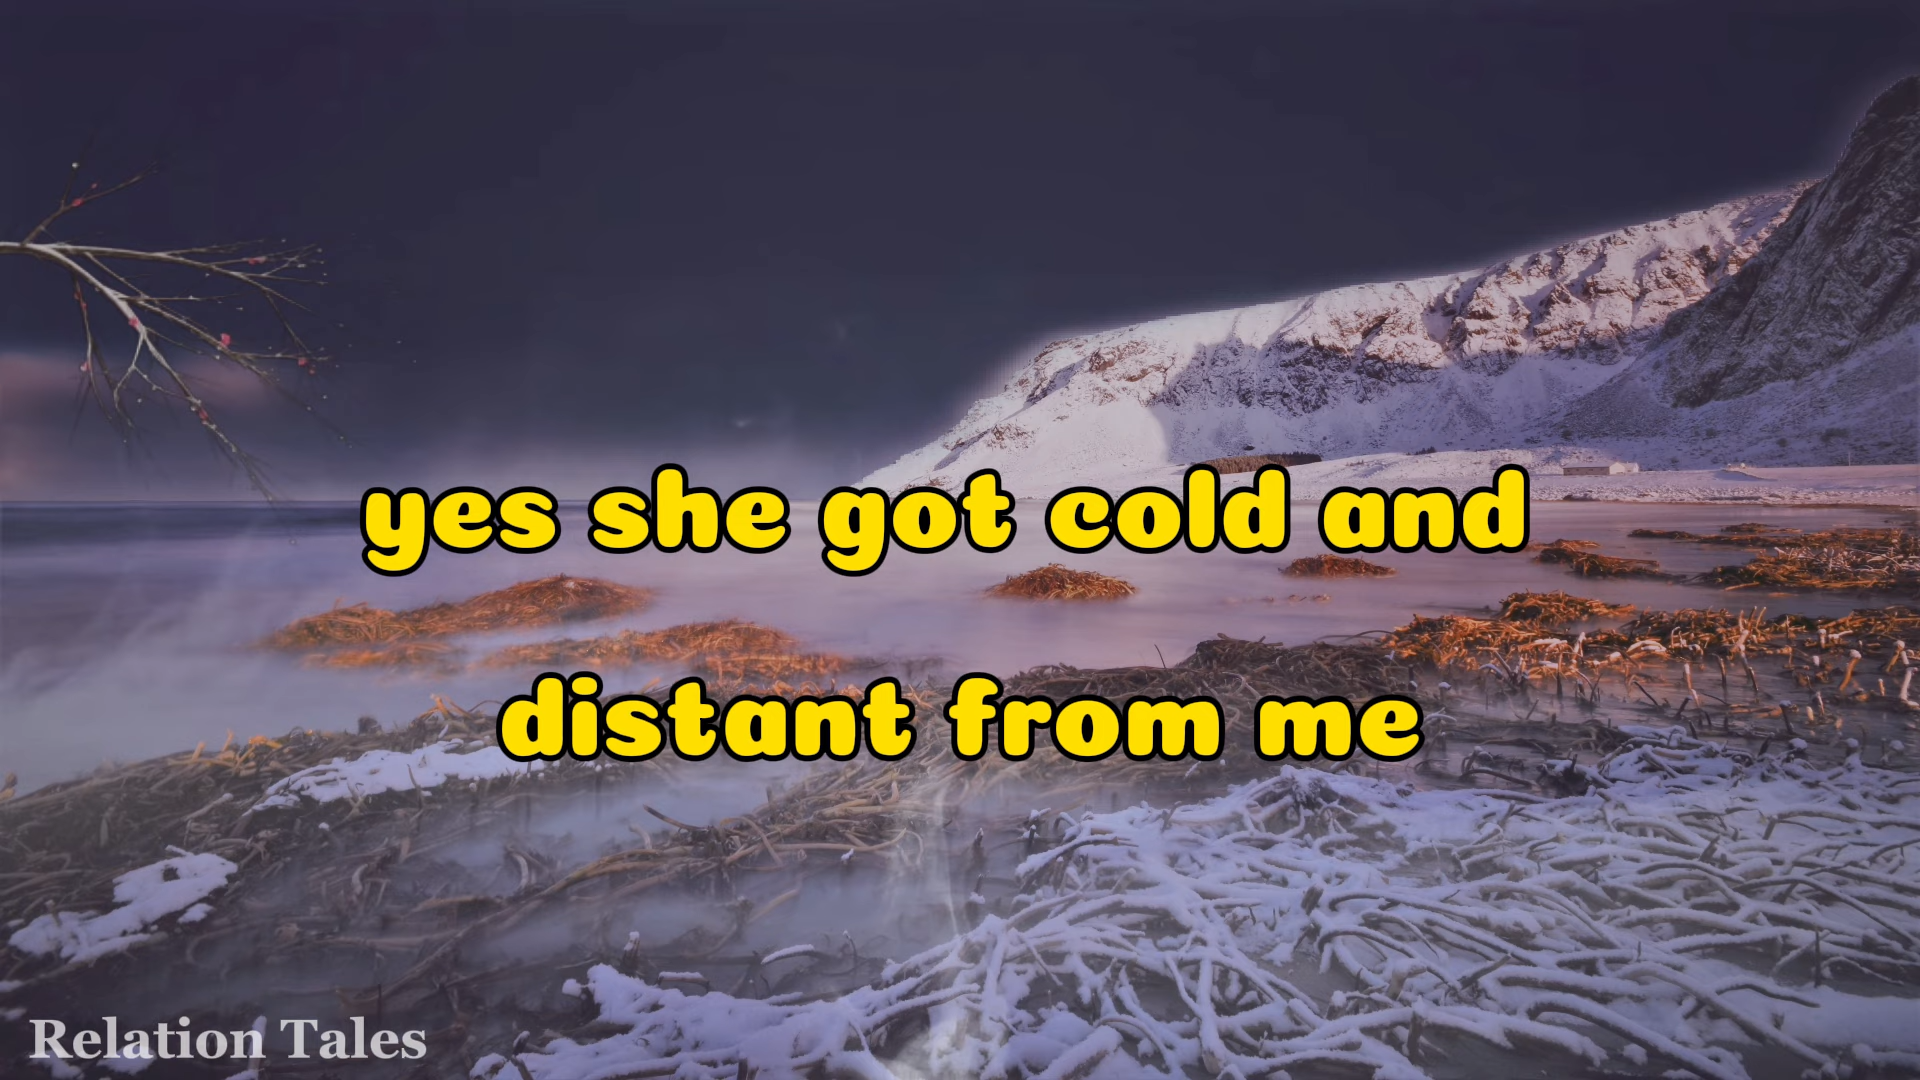 yes she got cold and
distant from me
Relation Tales